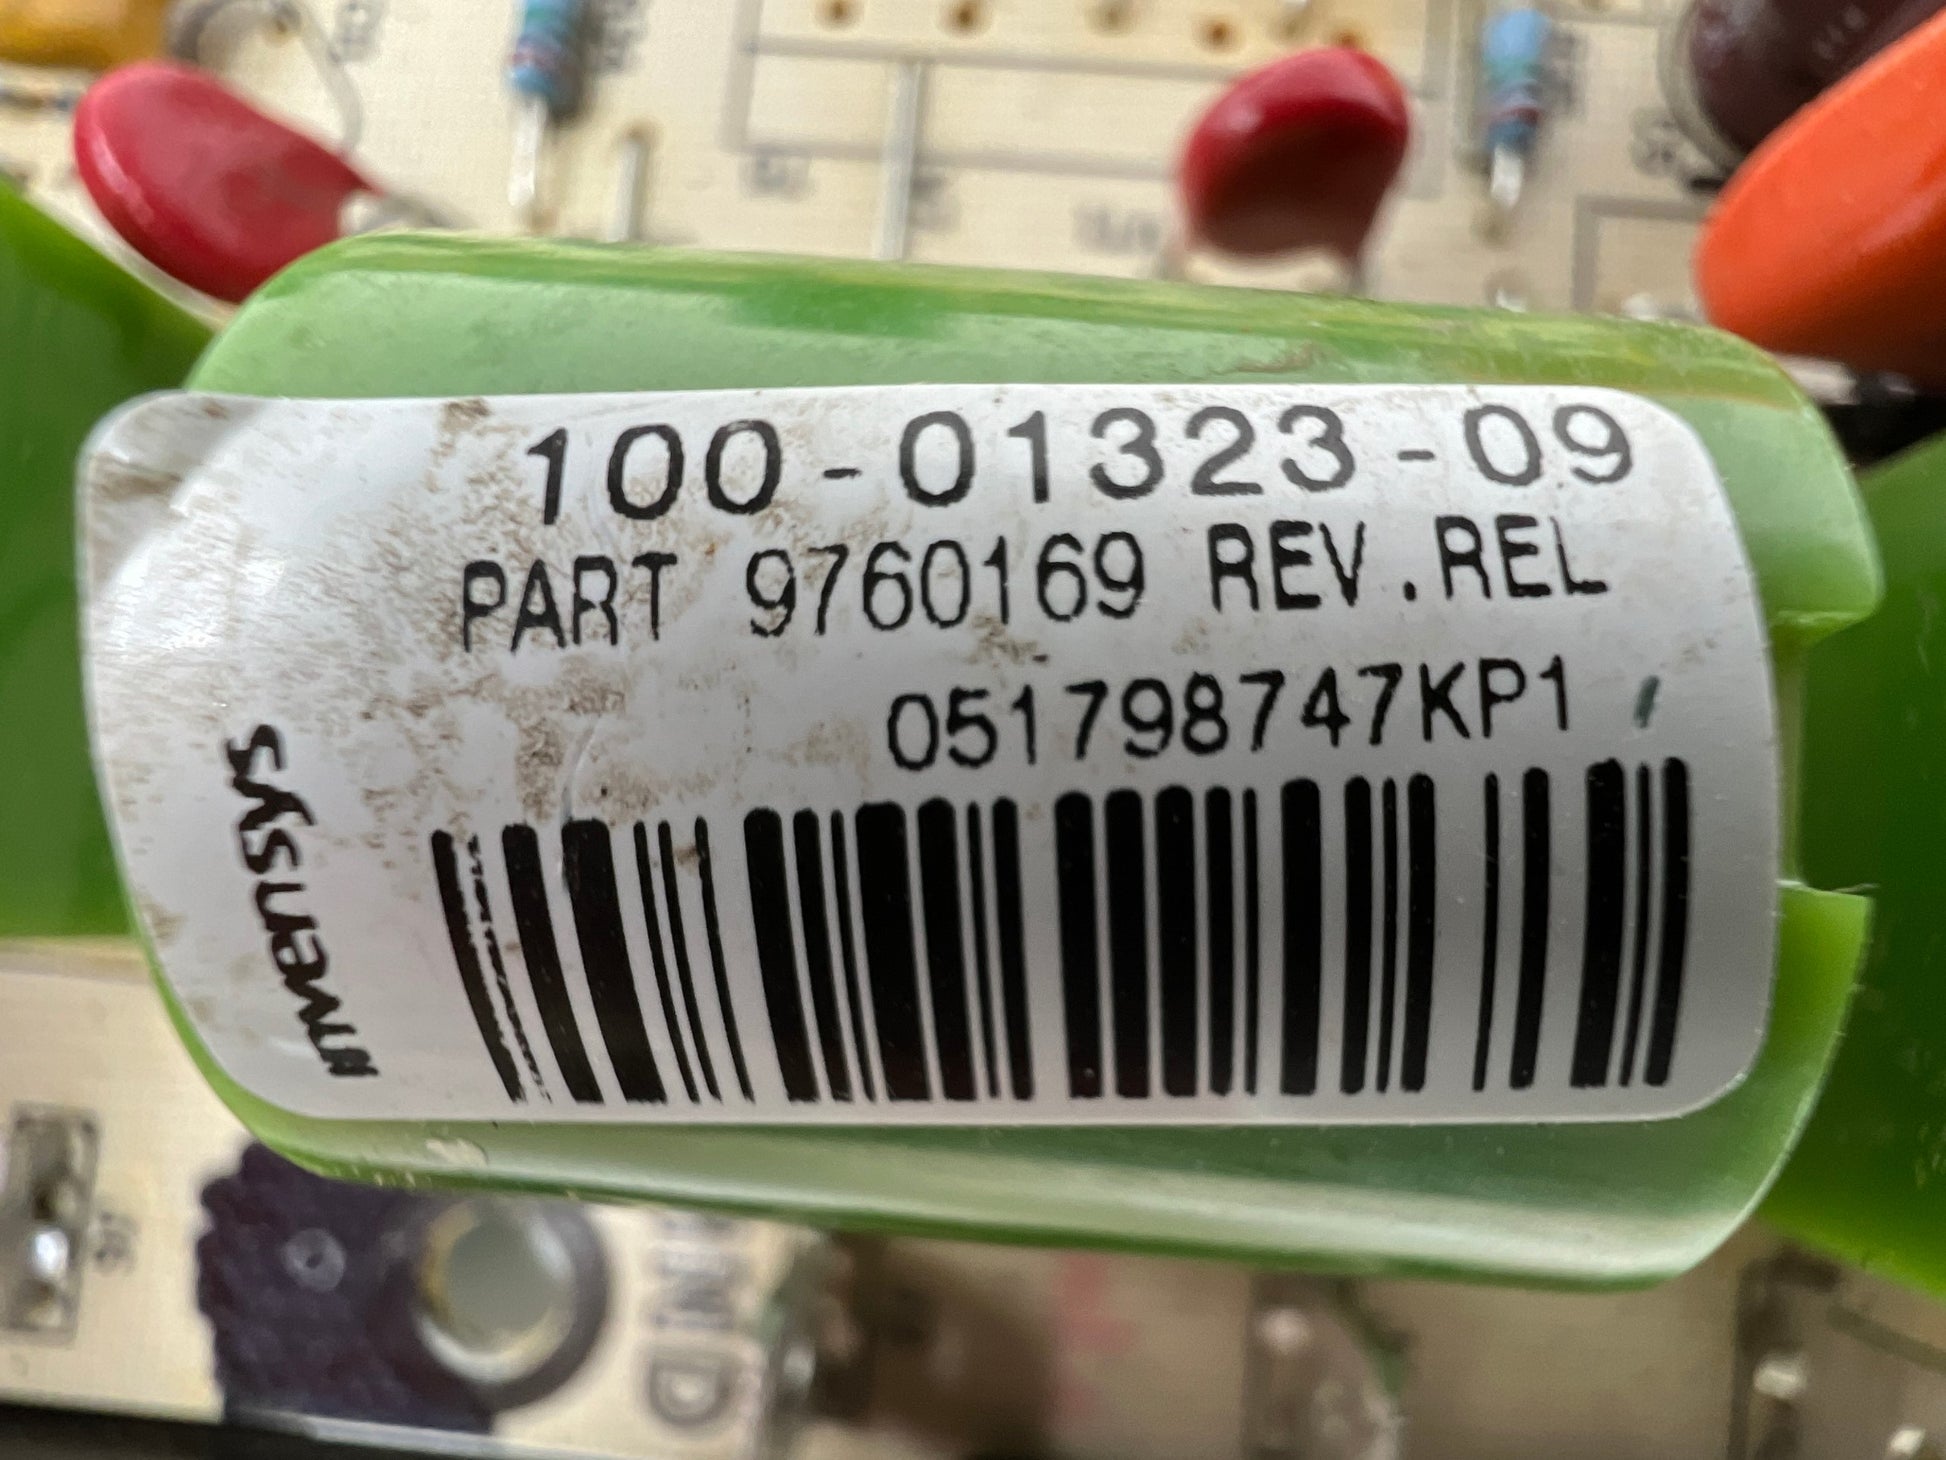 100-01323-09
PART 9760169 REV.REL
051798747KP1
invensys